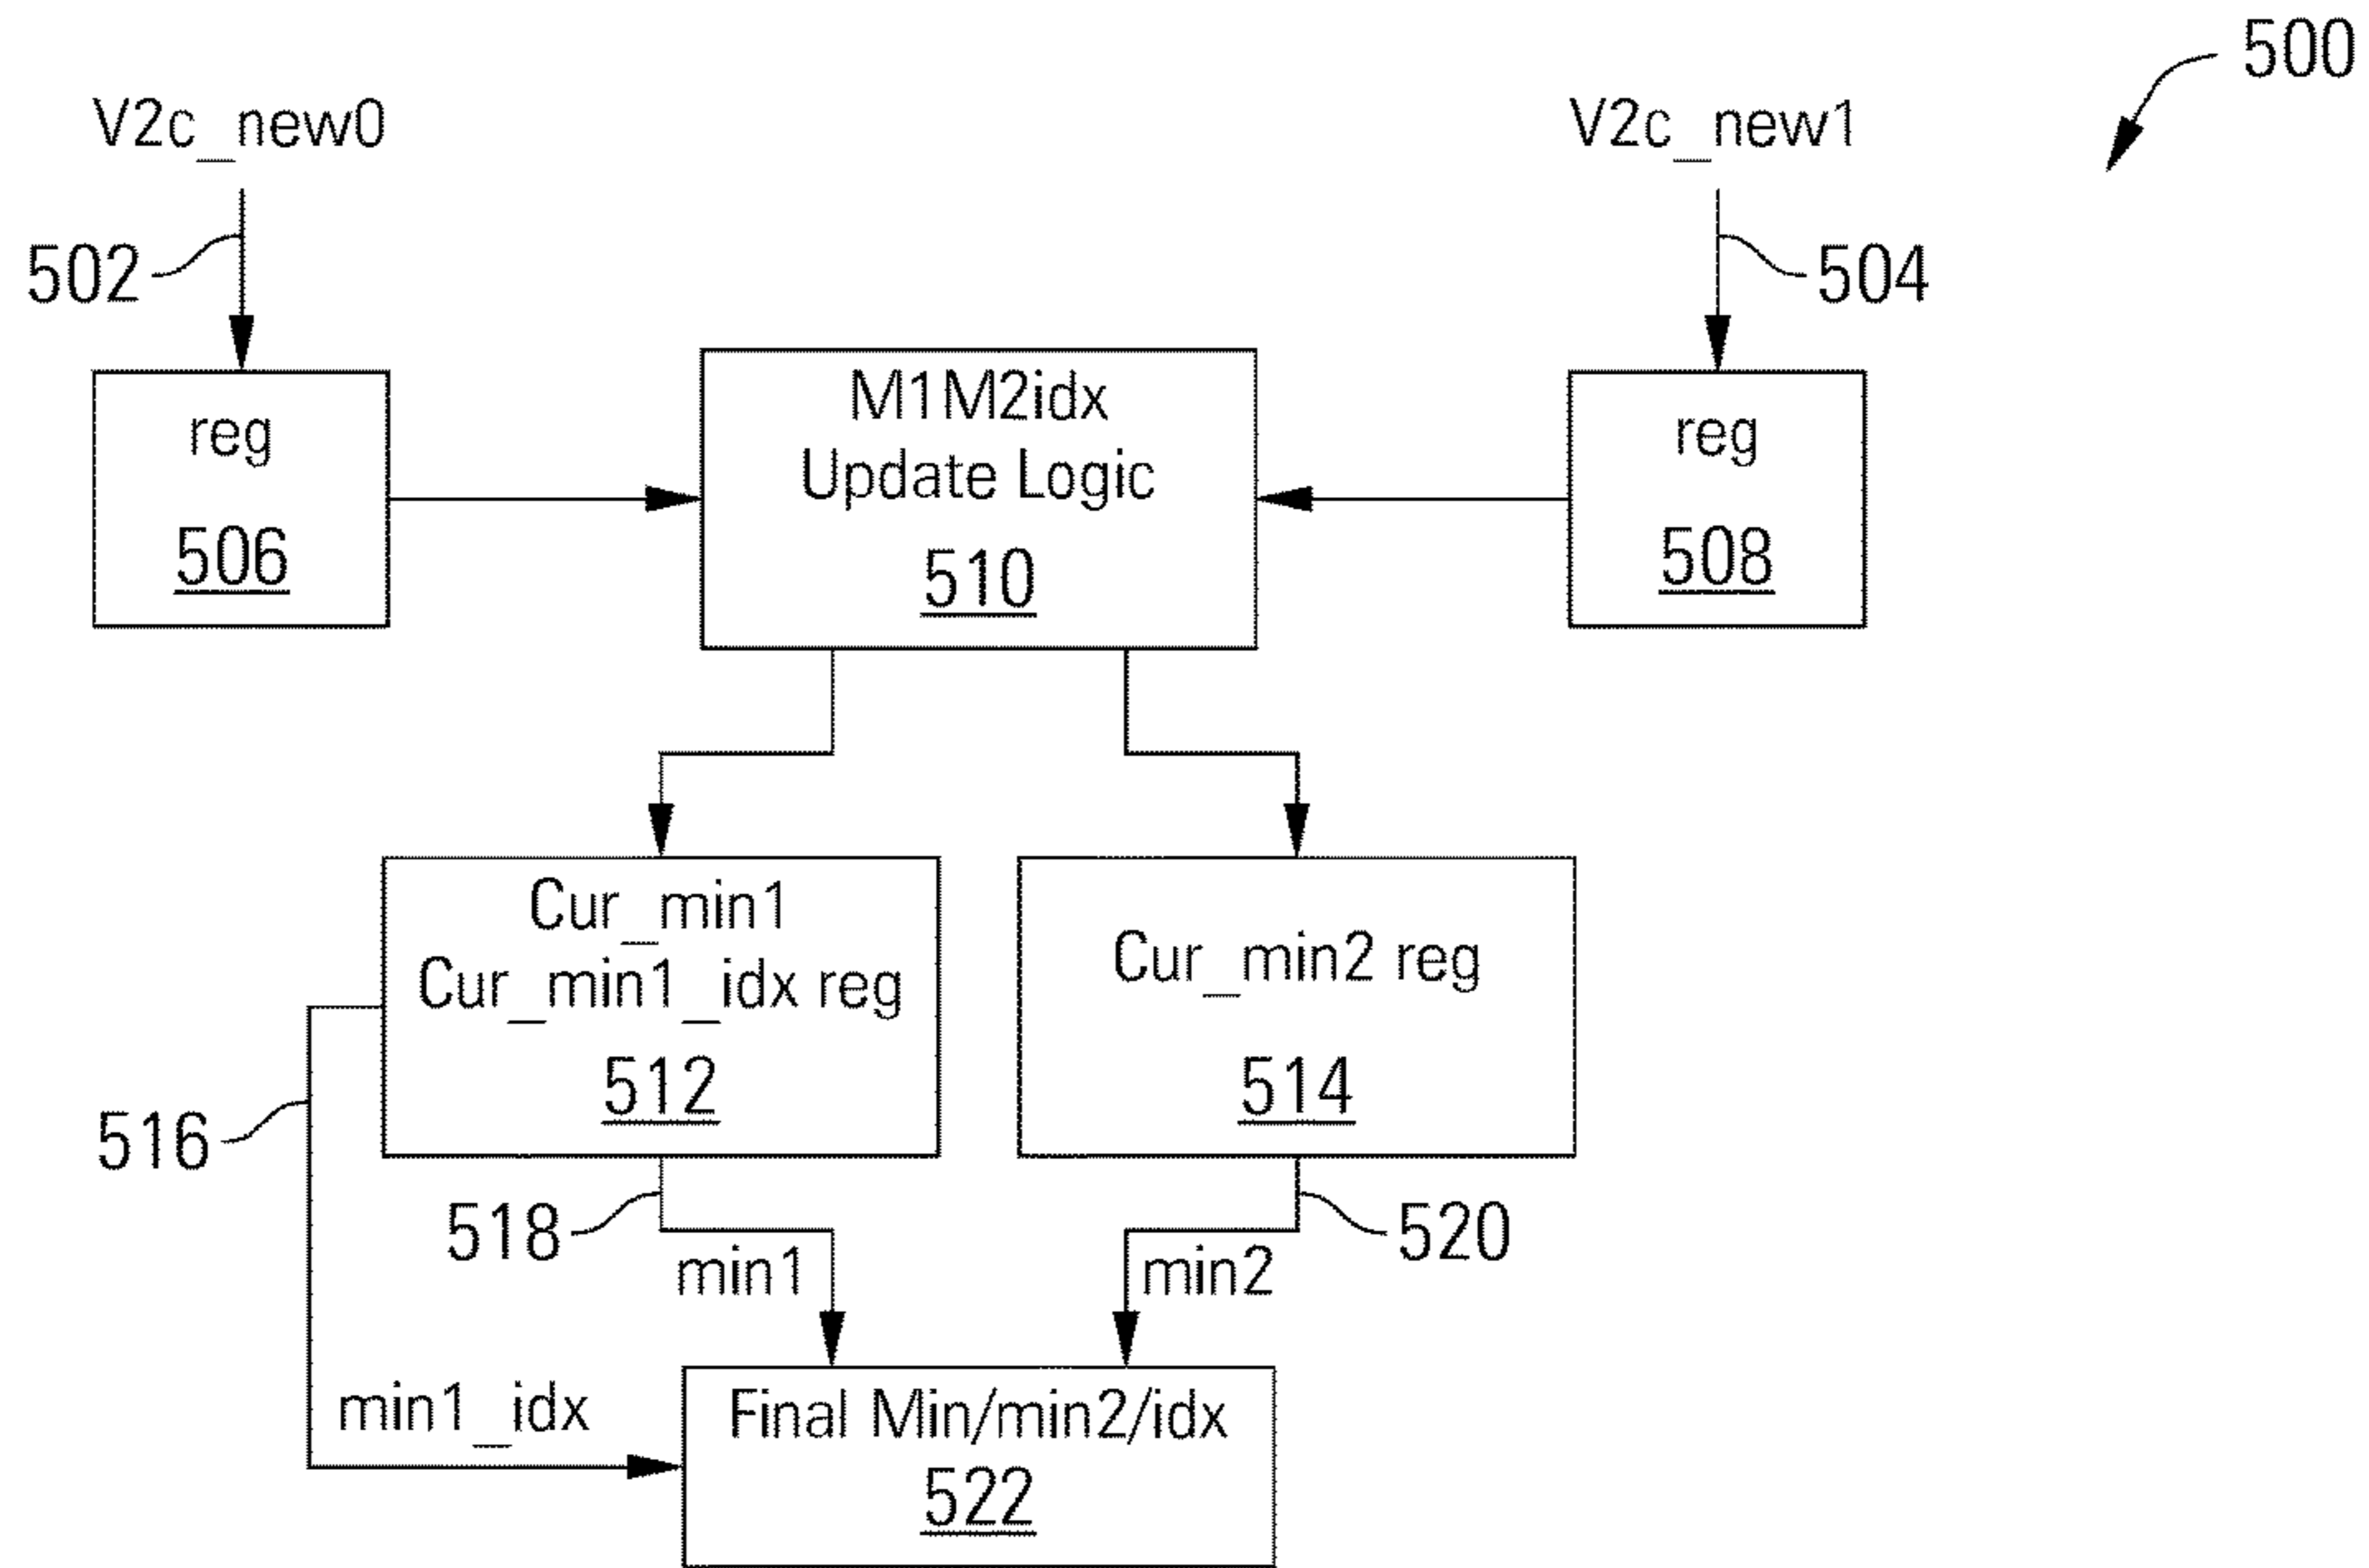 500
V2c_new0
V2c_new1
502
504
reg
506
M1M2idx
Update Logic
510
reg
508
Cur_min1
Cur_min1_idx reg
512
Cur_min2 reg
514
516
518
520
min1
min2
min1_idx
Final Min/min2/idx
522